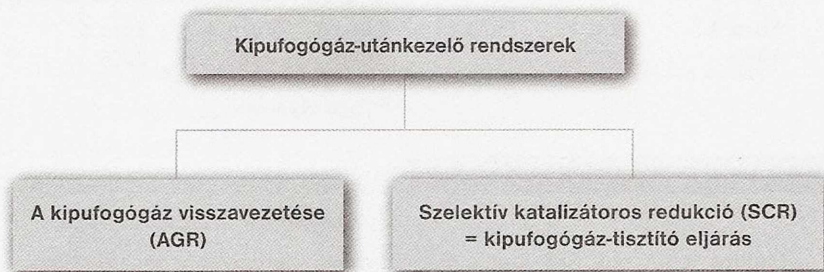 Kipufogógáz-utánkezelő rendszerek
A kipufogógáz visszavezetése
(AGR)
Szelektív katalizátoros redukció (SCR)
= kipufogógáz-tisztító eljárás